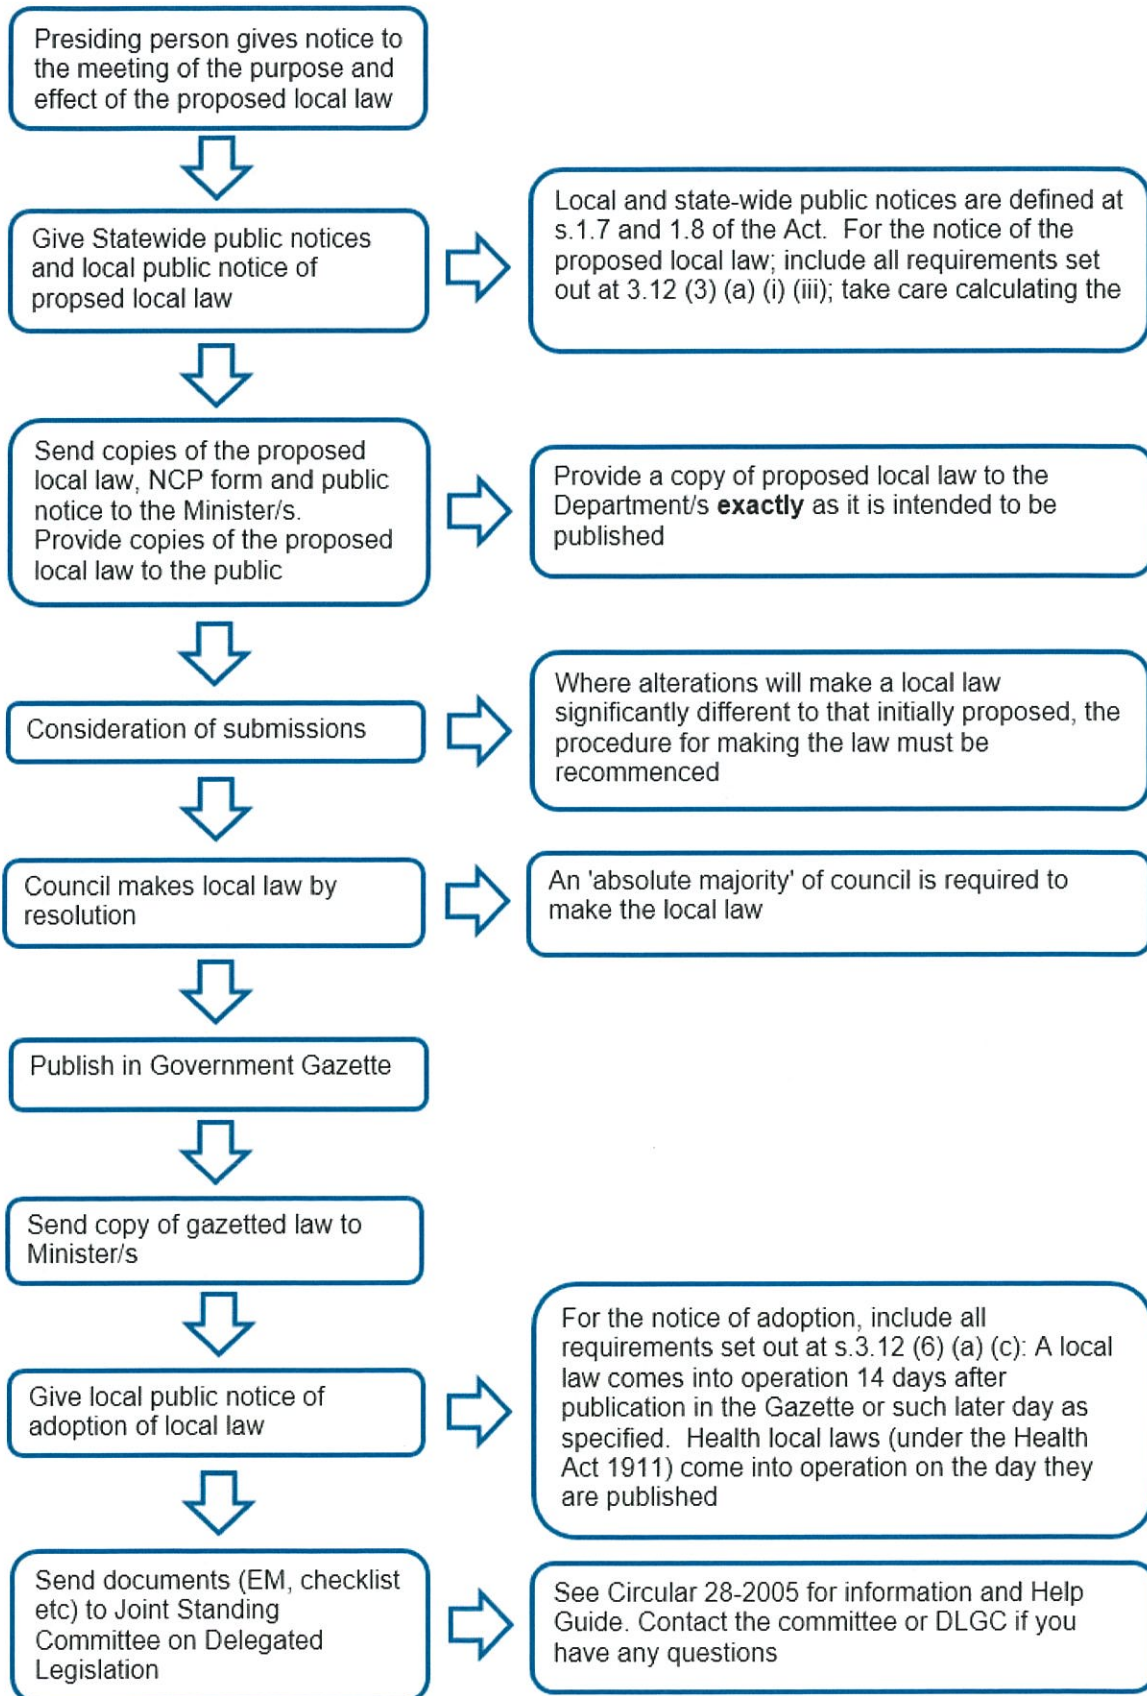 Presiding person gives notice to
the meeting of the purpose and
effect of the proposed local law
Give Statewide public notices
and local public notice of
propsed local law
Local and state-wide public notices are defined at
s.1.7 and 1.8 of the Act.  For the notice of the
proposed local law; include all requirements set
out at 3.12 (3) (a) (i) (iii); take care calculating the
Send copies of the proposed
local law, NCP form and public
notice to the Minister/s.
Provide copies of the proposed
local law to the public
Provide a copy of proposed local law to the
Department/s exactly as it is intended to be
published
Consideration of submissions
Where alterations will make a local law
significantly different to that initially proposed, the
procedure for making the law must be
recommenced
Council makes local law by
resolution
An 'absolute majority' of council is required to
make the local law
Publish in Government Gazette
Send copy of gazetted law to
Minister/s
Give local public notice of
adoption of local law
For the notice of adoption, include all
requirements set out at s.3.12 (6) (a) (c): A local
law comes into operation 14 days after
publication in the Gazette or such later day as
specified.  Health local laws (under the Health
Act 1911) come into operation on the day they
are published
Send documents (EM, checklist
etc) to Joint Standing
Committee on Delegated
Legislation
See Circular 28-2005 for information and Help
Guide. Contact the committee or DLGC if you
have any questions